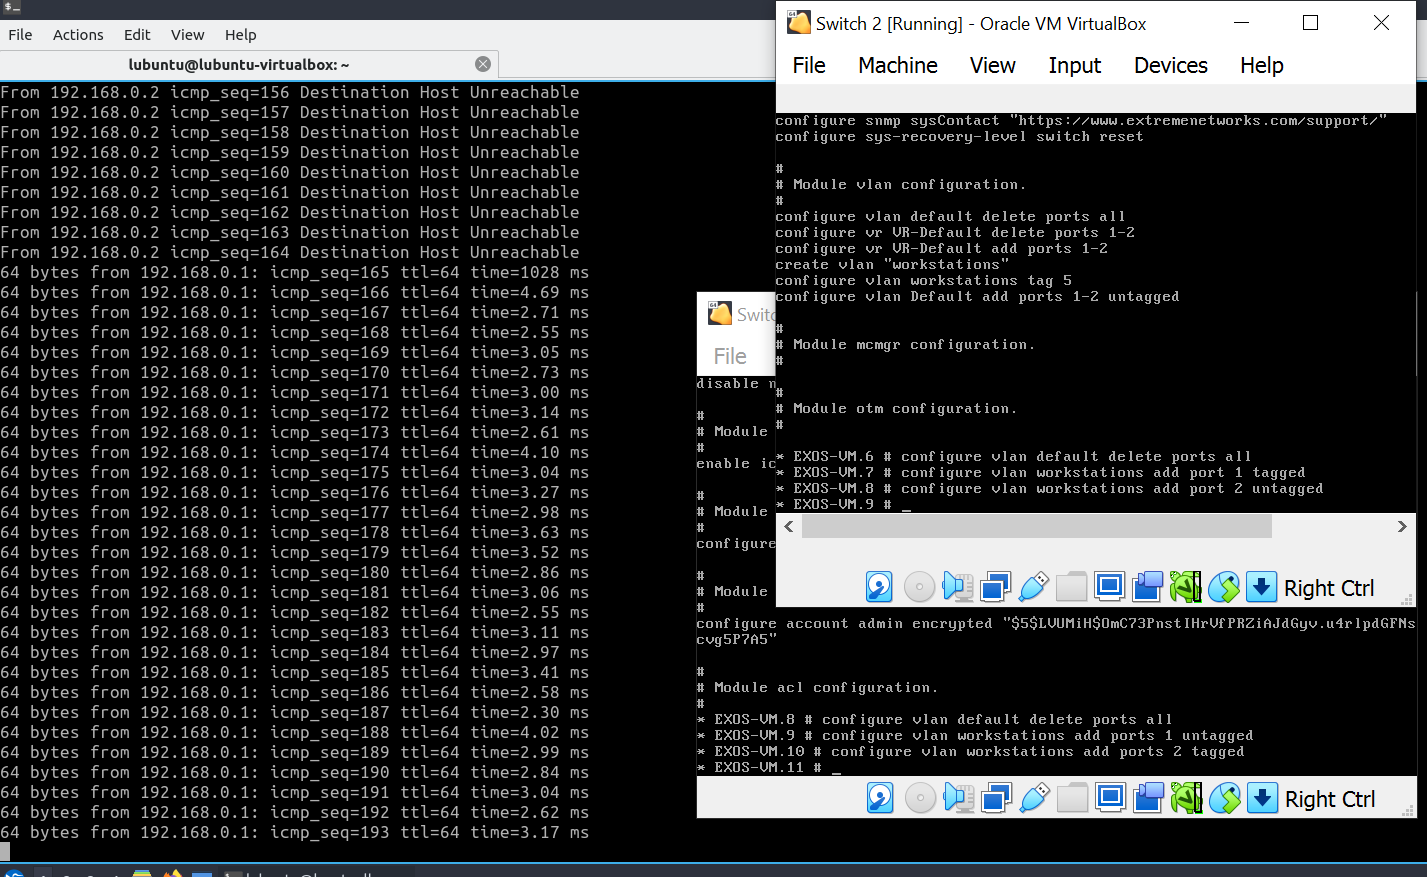 File Actions Edit View Help
lubuntu@lubuntu-virtualbox: ~
From 192.168.0.2 icmp_seq=156 Destination Host Unreachable
From 192.168.0.2 icmp_seq=157 Destination Host Unreachable
From 192.168.0.2 icmp_seq=158 Destination Host Unreachable
From 192.168.0.2 icmp_seq=159 Destination Host Unreachable
From 192.168.0.2 icmp_seq=160 Destination Host Unreachable
From 192.168.0.2 icmp_seq=161 Destination Host Unreachable
From 192.168.0.2 icmp_seq=162 Destination Host Unreachable
From 192.168.0.2 icmp_seq=163 Destination Host Unreachable
From 192.168.0.2 icmp_seq=164 Destination Host Unreachable
64 bytes from 192.168.0.1: icmp_seq=165 ttl=64 time=1028 ms
64 bytes from 192.168.0.1: icmp_seq=166 ttl=64 time=4.69 ms
64 bytes from 192.168.0.1: icmp_seq=167 ttl=64 time=2.71 ms
64 bytes from 192.168.0.1: icmp_seq=168 ttl=64 time=2.55 ms
64 bytes from 192.168.0.1: icmp_seq=169 ttl=64 time=3.05 ms
64 bytes from 192.168.0.1: icmp_seq=170 ttl=64 time=2.73 ms
64 bytes from 192.168.0.1: icmp_seq=171 ttl=64 time=3.00 ms
64 bytes from 192.168.0.1: icmp_seq=172 ttl=64 time=3.14 ms
64 bytes from 192.168.0.1: icmp_seq=173 ttl=64 time=2.61 ms
64 bytes from 192.168.0.1: icmp_seq=174 ttl=64 time=4.10 ms
64 bytes from 192.168.0.1: icmp_seq=175 ttl=64 time=3.04 ms
64 bytes from 192.168.0.1: icmp_seq=176 ttl=64 time=3.27 ms
64 bytes from 192.168.0.1: icmp_seq=177 ttl=64 time=2.98 ms
64 bytes from 192.168.0.1: icmp_seq=178 ttl=64 time=3.63 ms
64 bytes from 192.168.0.1: icmp_seq=179 ttl=64 time=3.52 ms
64 bytes from 192.168.0.1: icmp_seq=180 ttl=64 time=2.86 ms
64 bytes from 192.168.0.1: icmp_seq=181 ttl=64 time=3.06 ms
64 bytes from 192.168.0.1: icmp_seq=182 ttl=64 time=2.55 ms
64 bytes from 192.168.0.1: icmp_seq=183 ttl=64 time=3.11 ms
64 bytes from 192.168.0.1: icmp_seq=184 ttl=64 time=2.97 ms
64 bytes from 192.168.0.1: icmp_seq=185 ttl=64 time=3.41 ms
64 bytes from 192.168.0.1: icmp_seq=186 ttl=64 time=2.58 ms
64 bytes from 192.168.0.1: icmp_seq=187 ttl=64 time=2.30 ms
64 bytes from 192.168.0.1: icmp_seq=188 ttl=64 time=4.02 ms
64 bytes from 192.168.0.1: icmp_seq=189 ttl=64 time=2.99 ms
64 bytes from 192.168.0.1: icmp_seq=190 ttl=64 time=2.84 ms
64 bytes from 192.168.0.1: icmp_seq=191 ttl=64 time=3.04 ms
64 bytes from 192.168.0.1: icmp_seq=192 ttl=64 time=2.62 ms
64 bytes from 192.168.0.1: icmp_seq=193 ttl=64 time=3.17 ms
Switch 2 [Running] - Oracle VM VirtualBox
File Machine View Input Devices Help
configure snmp sysContact "https://www.extremenetworks.com/support/"
configure sys-recovery-level switch reset
#
# Module vlan configuration.
#
configure vlan default delete ports all
configure vr VR-Default delete ports 1-2
configure vr VR-Default add ports 1-2
create vlan "workstations"
configure vlan workstations tag 5
configure vlan Default add ports 1-2 untagged
#
# Module mcmgr configuration.
#
#
# Module otm configuration.
#
* EXOS-VM.6 # configure vlan default delete ports all
* EXOS-VM.7 # configure vlan workstations add port 1 tagged
* EXOS-VM.8 # configure vlan workstations add port 2 untagged
* EXOS-VM.9 # _
Right Ctrl
Switc
File
disable n
#
# Module
#
enable ic
#
# Module
#
configure
#
# Module
#
configure account admin encrypted "$5$LVUMiH$OmC73PnstIHrVfPRZiAJdGyv.u4rlpdGFNs
cvg5P7A5"
#
# Module acl configuration.
#
* EXOS-VM.8 # configure vlan default delete ports all
* EXOS-VM.9 # configure vlan workstations add ports 1 untagged
* EXOS-VM.10 # configure vlan workstations add ports 2 tagged
* EXOS-VM.11 # _
Right Ctrl